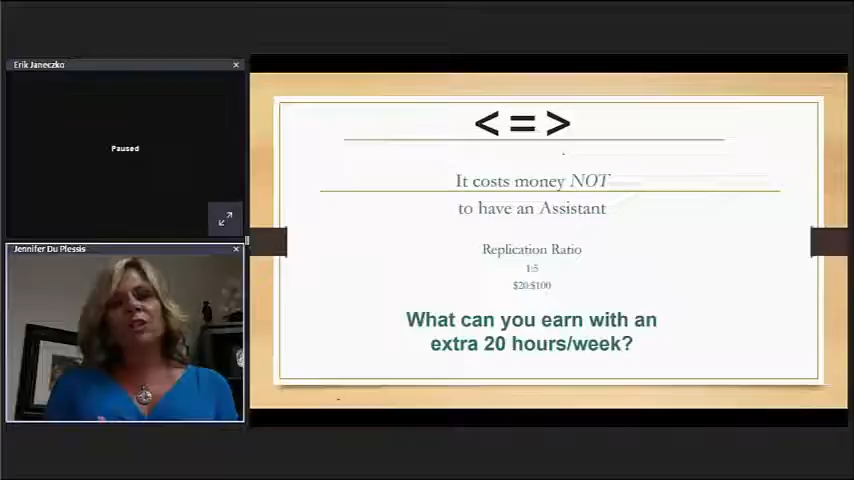 Erik Janeczko
Paused
Jennifer Du Plessis
< = >
It costs money NOT
to have an Assistant
Replication Ratio
1:5
$20:$100
What can you earn with an
extra 20 hours/week?